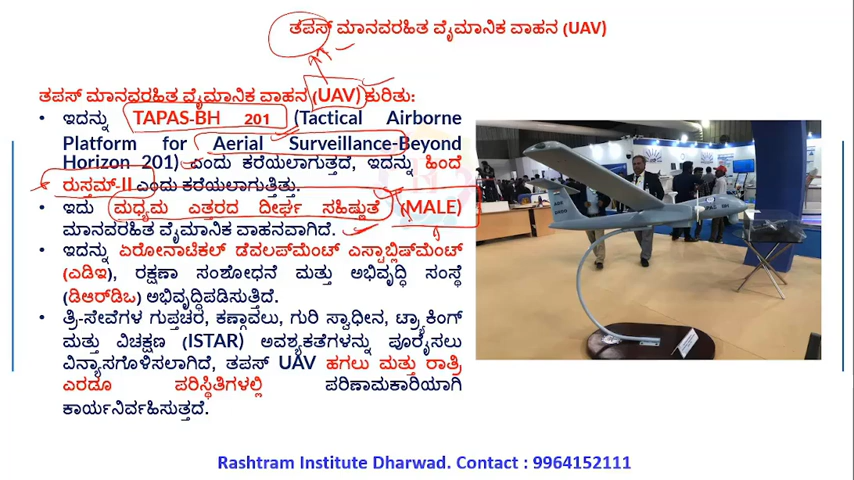 ತಪಸ್ ಮಾನವರಹಿತ ವೈಮಾನಿಕ ವಾಹನ (UAV)
ತಪಸ್ ಮಾನವರಹಿತ ವೈಮಾನಿಕ ವಾಹನ (UAV) ಕುರಿತು:
• ಇದನ್ನು TAPAS-BH 201 (Tactical Airborne
Platform for Aerial Surveillance-Beyond
Horizon 201) ಎಂದು ಕರೆಯಲಾಗುತ್ತದೆ, ಇದನ್ನು ಹಿಂದೆ
ರುಸ್ತಮ್-II ಎಂದು ಕರೆಯಲಾಗುತ್ತಿತ್ತು.
• ಇದು ಮಧ್ಯಮ ಎತ್ತರದ ದೀರ್ಘ ಸಹಿಷ್ಣುತೆ (MALE)
ಮಾನವರಹಿತ ವೈಮಾನಿಕ ವಾಹನವಾಗಿದೆ.
• ಇದನ್ನು ಏರೋನಾಟಿಕಲ್ ಡೆವಲಪ್‌ಮೆಂಟ್ ಎಸ್ಟಾಬ್ಲಿಷ್‌ಮೆಂಟ್
(ಎಡಿಇ), ರಕ್ಷಣಾ ಸಂಶೋಧನೆ ಮತ್ತು ಅಭಿವೃದ್ಧಿ ಸಂಸ್ಥೆ
(ಡಿಆರ್‌ಡಿಒ) ಅಭಿವೃದ್ಧಿಪಡಿಸುತ್ತಿದೆ.
• ತ್ರಿ-ಸೇವೆಗಳ ಗುಪ್ತಚರ, ಕಣ್ಗಾವಲು, ಗುರಿ ಸ್ವಾಧೀನ, ಟ್ರ್ಯಾಕಿಂಗ್
ಮತ್ತು ವಿಚಕ್ಷಣ (ISTAR) ಅವಶ್ಯಕತೆಗಳನ್ನು ಪೂರೈಸಲು
ವಿನ್ಯಾಸಗೊಳಿಸಲಾಗಿದೆ, ತಪಸ್ UAV ಹಗಲು ಮತ್ತು ರಾತ್ರಿ
ಎರಡೂ ಪರಿಸ್ಥಿತಿಗಳಲ್ಲಿ ಪರಿಣಾಮಕಾರಿಯಾಗಿ
ಕಾರ್ಯನಿರ್ವಹಿಸುತ್ತದೆ.
Rashtram Institute Dharwad. Contact : 9964152111